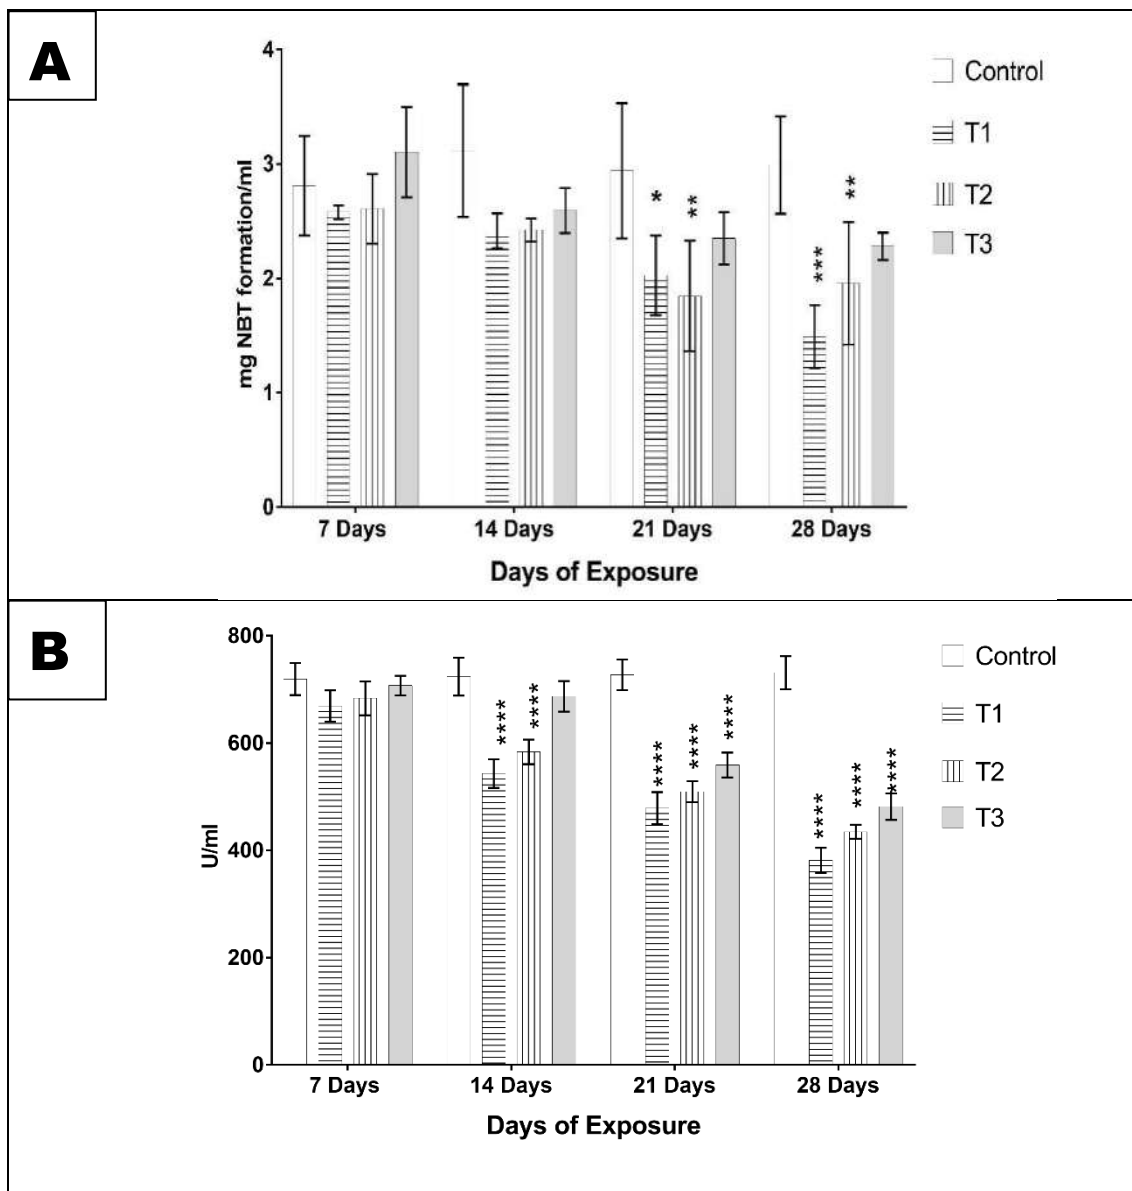 A
4
3
2
1
0
mg NBT formation/ml
*
**
***
**
7 Days 14 Days 21 Days 28 Days
Days of Exposure
Control
T1
T2
T3
B
800
600
400
200
0
U/ml
****
****
****
****
****
****
****
****
7 Days 14 Days 21 Days 28 Days
Days of Exposure
Control
T1
T2
T3